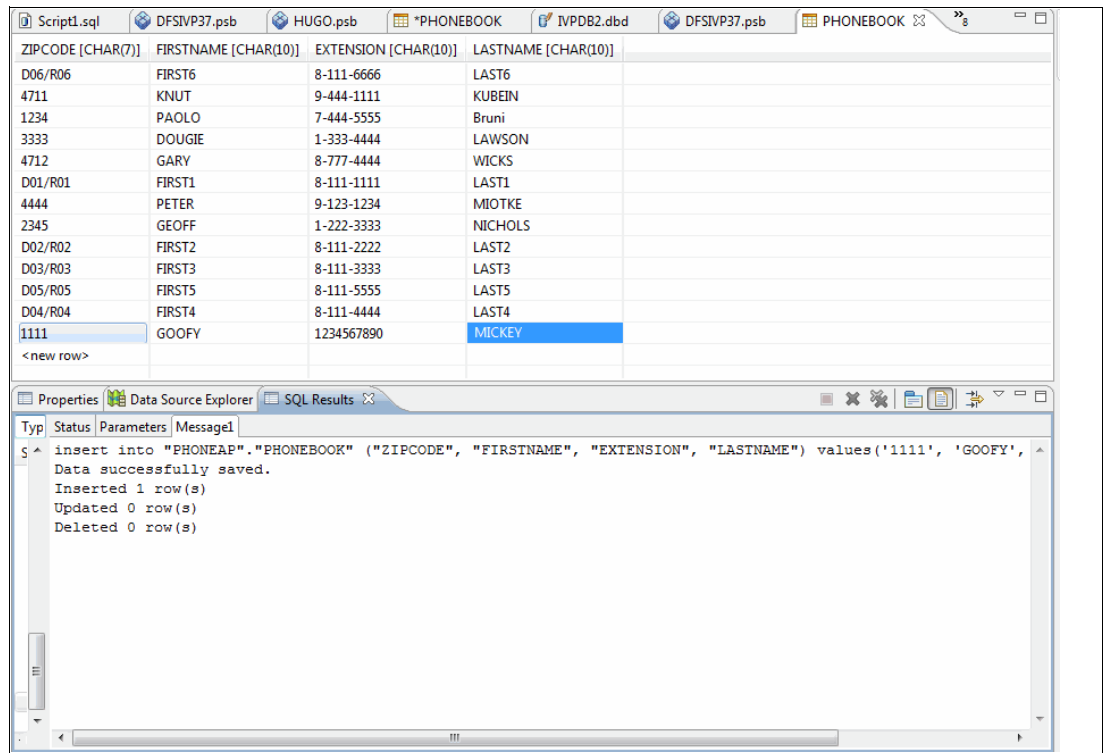 Script1.sql DFSIVP37.psb HUGO.psb *PHONEBOOK IVPDB2.dbd DFSIVP37.psb PHONEBOOK »8
ZIPCODE [CHAR(7)] FIRSTNAME [CHAR(10)] EXTENSION [CHAR(10)] LASTNAME [CHAR(10)]
D06/R06 FIRST6 8-111-6666 LAST6
4711 KNUT 9-444-1111 KUBEIN
1234 PAOLO 7-444-5555 Bruni
3333 DOUGIE 1-333-4444 LAWSON
4712 GARY 8-777-4444 WICKS
D01/R01 FIRST1 8-111-1111 LAST1
4444 PETER 9-123-1234 MIOTKE
2345 GEOFF 1-222-3333 NICHOLS
D02/R02 FIRST2 8-111-2222 LAST2
D03/R03 FIRST3 8-111-3333 LAST3
D05/R05 FIRST5 8-111-5555 LAST5
D04/R04 FIRST4 8-111-4444 LAST4
1111 GOOFY 1234567890 MICKEY
<new row>
Properties Data Source Explorer SQL Results
Typ Status Parameters Message1
S insert into "PHONEAP"."PHONEBOOK" ("ZIPCODE", "FIRSTNAME", "EXTENSION", "LASTNAME") values('1111', 'GOOFY',
Data successfully saved.
Inserted 1 row(s)
Updated 0 row(s)
Deleted 0 row(s)